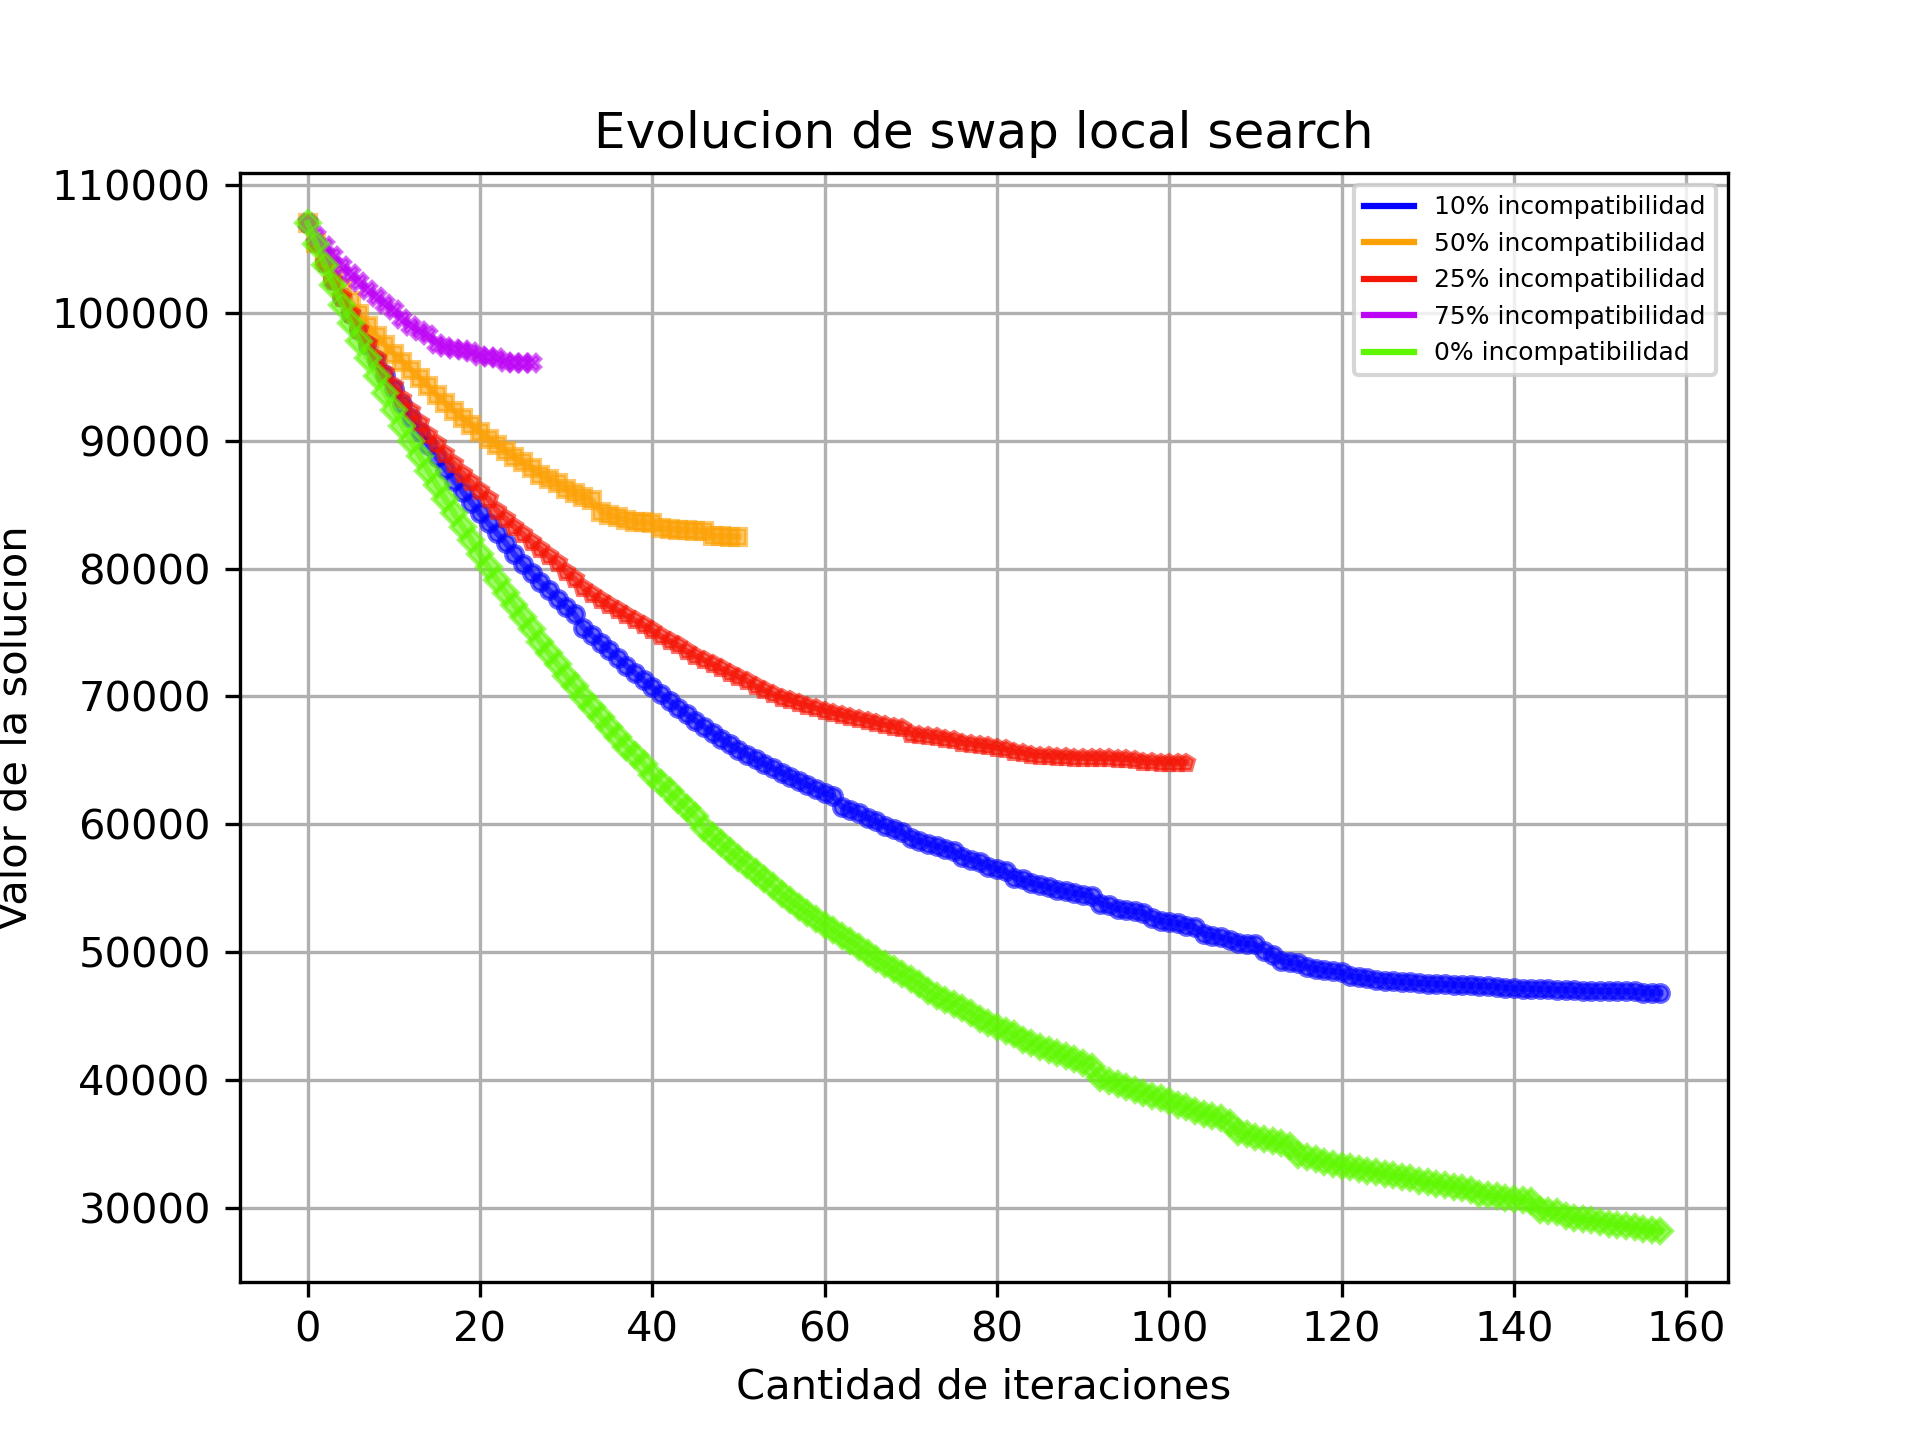 Evolucion de swap local search
110000
100000
90000
80000
70000
60000
50000
40000
30000
Valor de la solucion
10% incompatibilidad
50% incompatibilidad
25% incompatibilidad
75% incompatibilidad
0% incompatibilidad
0 20 40 60 80 100 120 140 160
Cantidad de iteraciones